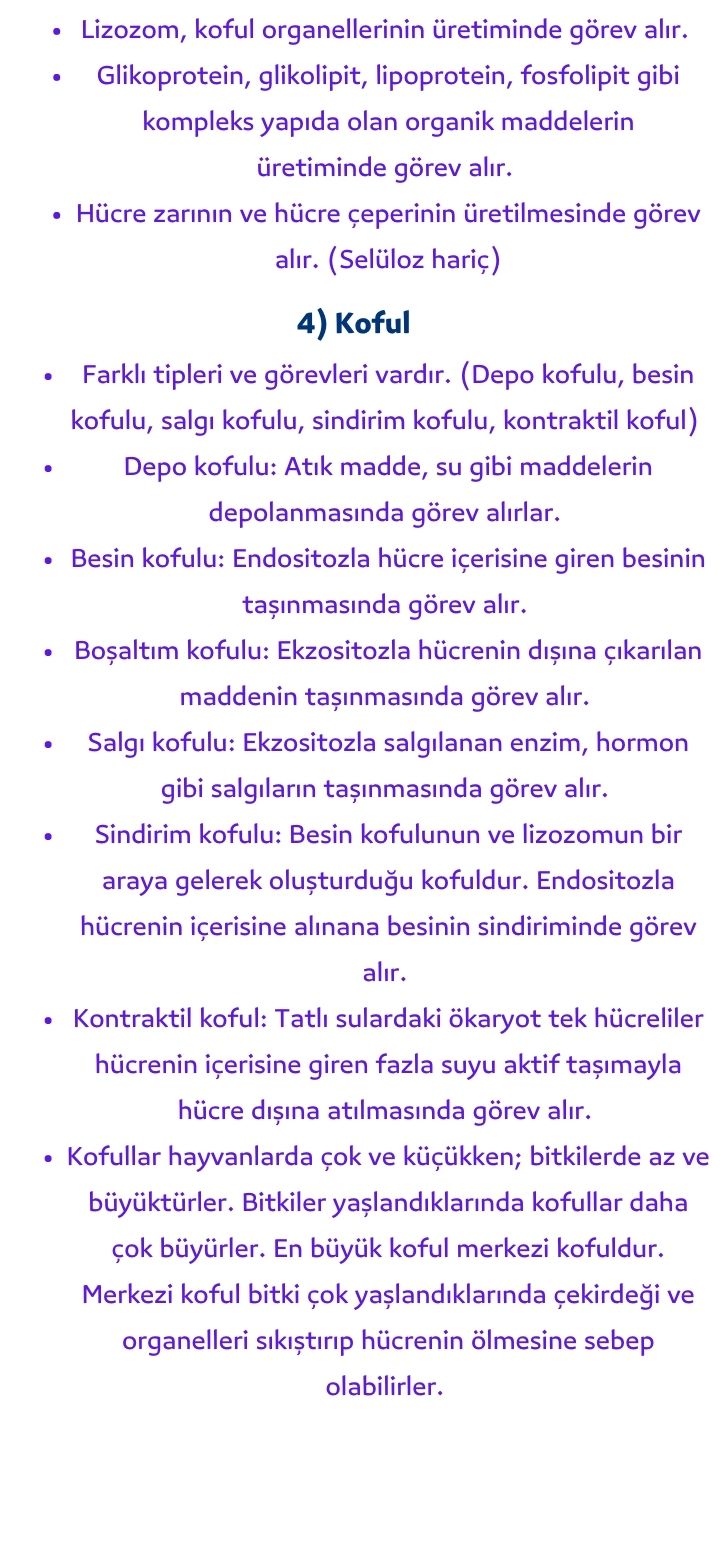 • Lizozom, koful organellerinin üretiminde görev alır.
• Glikoprotein, glikolipit, lipoprotein, fosfolipit gibi
kompleks yapıda olan organik maddelerin
üretiminde görev alır.
• Hücre zarının ve hücre çeperinin üretilmesinde görev
alır. (Selüloz hariç)
4) Koful
• Farklı tipleri ve görevleri vardır. (Depo kofulu, besin
kofulu, salgı kofulu, sindirim kofulu, kontraktil koful)
• Depo kofulu: Atık madde, su gibi maddelerin
depolanmasında görev alırlar.
• Besin kofulu: Endositozla hücre içerisine giren besinin
taşınmasında görev alır.
• Boşaltım kofulu: Ekzositozla hücrenin dışına çıkarılan
maddenin taşınmasında görev alır.
• Salgı kofulu: Ekzositozla salgılanan enzim, hormon
gibi salgıların taşınmasında görev alır.
• Sindirim kofulu: Besin kofulunun ve lizozomun bir
araya gelerek oluşturduğu kofuldur. Endositozla
hücrenin içerisine alınana besinin sindiriminde görev
alır.
• Kontraktil koful: Tatlı sulardaki ökaryot tek hücreliler
hücrenin içerisine giren fazla suyu aktif taşımayla
hücre dışına atılmasında görev alır.
• Kofullar hayvanlarda çok ve küçükken; bitkilerde az ve
büyüktürler. Bitkiler yaşlandıklarında kofullar daha
çok büyürler. En büyük koful merkezi kofuldur.
Merkezi koful bitki çok yaşlandıklarında çekirdeği ve
organelleri sıkıştırıp hücrenin ölmesine sebep
olabilirler.